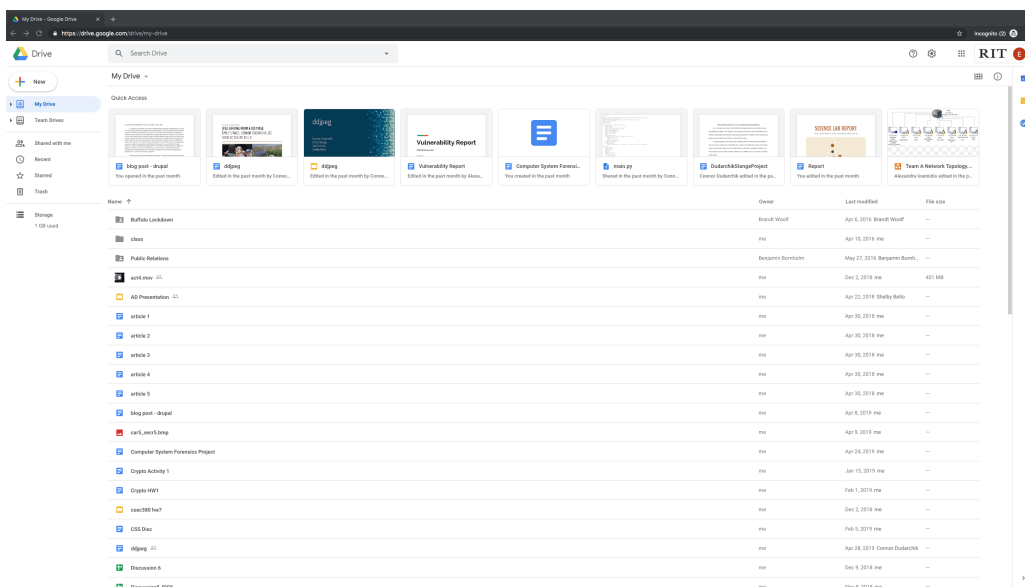 My Drive - Google Drive
https://drive.google.com/drive/my-drive
Incognito (2)
Drive
Search Drive
RIT
E
New
My Drive
Team Drives
Shared with me
Recent
Starred
Trash
Storage
1 GB used
My Drive
Quick Access
blog post - drupal
You opened in the past month
ddjpeg
Edited in the past month by Conno...
ddjpeg
ddjpeg
Edited in the past month by Conno...
Vulnerability Report
Vulnerability Report
Edited in the past month by Alexa...
Computer System Forensi...
You created in the past month
main.py
Shared in the past month by Conn...
DudarchikStangeProject
Connor Dudarchik edited in the pa...
SCIENCE LAB REPORT
Report
You edited in the past month
Team A Network Topology...
Alexandra Ioannidis edited in the p...
Name Owner Last modified File size
Buffalo Lockdown Brandt Woolf Apr 6, 2016 Brandt Woolf –
class me Apr 10, 2016 me –
Public Relations Benjamin Bornholm May 27, 2016 Benjamin Bornh... –
act4.mov me Dec 2, 2018 me 401 MB
AD Presentation me Apr 22, 2018 Shelby Bello –
article 1 me Apr 30, 2018 me –
article 2 me Apr 30, 2018 me –
article 3 me Apr 30, 2018 me –
article 4 me Apr 30, 2018 me –
article 5 me Apr 30, 2018 me –
blog post - drupal me Apr 8, 2019 me –
car5_secr5.bmp me Apr 9, 2019 me –
Computer System Forensics Project me Apr 24, 2019 me –
Crypto Activity 1 me Jan 15, 2019 me –
Crypto HW1 me Feb 1, 2019 me –
csec380 hw7 me Dec 2, 2018 me –
CSS Disc me Feb 5, 2019 me –
ddjpeg me Apr 28, 2019 Connor Dudarchik –
Discussion 6 me Dec 9, 2018 me –